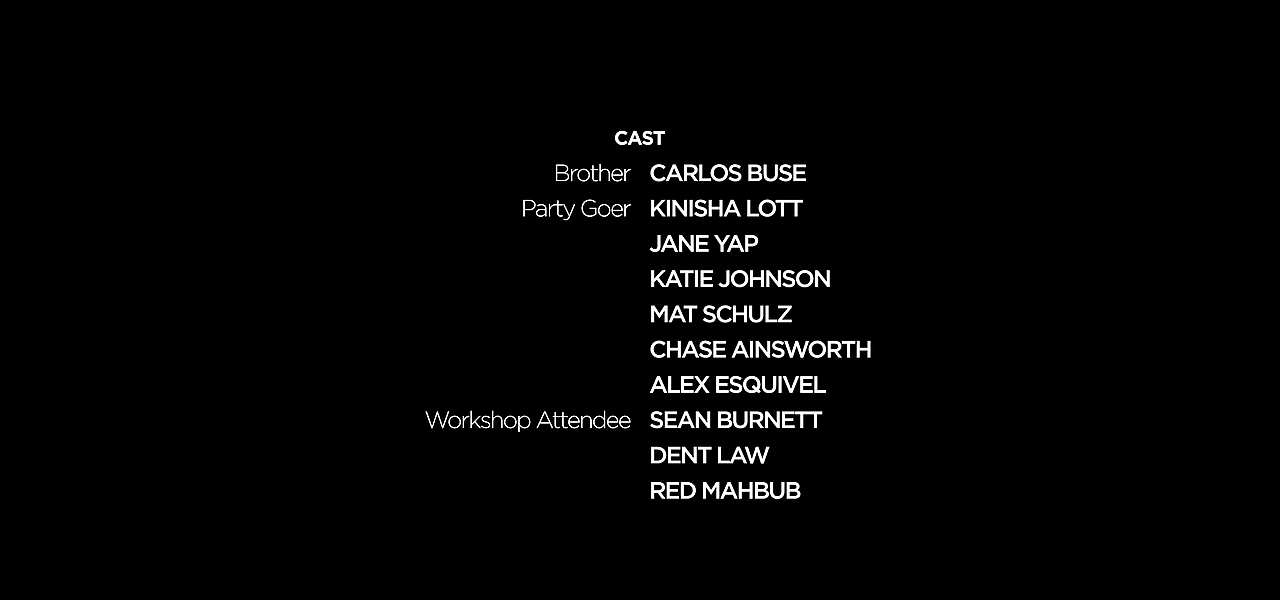 CAST
Brother CARLOS BUSE
Party Goer KINISHA LOTT
JANE YAP
KATIE JOHNSON
MAT SCHULZ
CHASE AINSWORTH
ALEX ESQUIVEL
Workshop Attendee SEAN BURNETT
DENT LAW
RED MAHBUB